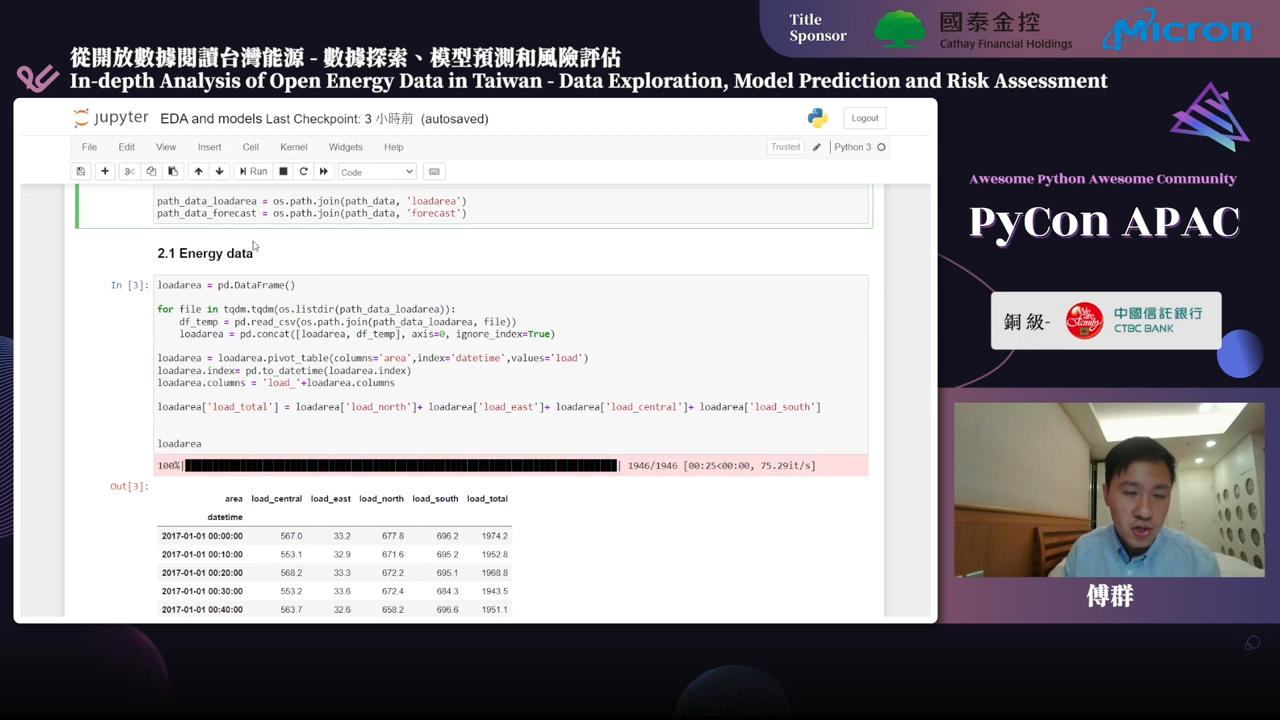 Title
Sponsor
國泰金控
Cathay Financial Holdings
Micron
從開放數據閱讀台灣能源 - 數據探索、模型預測和風險評估
In-depth Analysis of Open Energy Data in Taiwan - Data Exploration, Model Prediction and Risk Assessment
jupyter EDA and models Last Checkpoint: 3 小時前 (autosaved)
Logout
File Edit View Insert Cell Kernel Widgets Help
Trusted Python 3
Run Code
path_data_loadarea = os.path.join(path_data, 'loadarea')
path_data_forecast = os.path.join(path_data, 'forecast')
2.1 Energy data
In [3]: loadarea = pd.DataFrame()
for file in tqdm.tqdm(os.listdir(path_data_loadarea)):
df_temp = pd.read_csv(os.path.join(path_data_loadarea, file))
loadarea = pd.concat([loadarea, df_temp], axis=0, ignore_index=True)
loadarea = loadarea.pivot_table(columns='area',index='datetime',values='load')
loadarea.index= pd.to_datetime(loadarea.index)
loadarea.columns = 'load_'+loadarea.columns
loadarea['load_total'] = loadarea['load_north']+ loadarea['load_east']+ loadarea['load_central']+ loadarea['load_south']
loadarea
100%| | 1946/1946 [00:25<00:00, 75.29it/s]
Out[3]:
area load_central load_east load_north load_south load_total
datetime
2017-01-01 00:00:00 567.0 33.2 677.8 696.2 1974.2
2017-01-01 00:10:00 553.1 32.9 671.6 695.2 1952.8
2017-01-01 00:20:00 568.2 33.3 672.2 695.1 1968.8
2017-01-01 00:30:00 553.2 33.6 672.4 684.3 1943.5
2017-01-01 00:40:00 563.7 32.6 658.2 696.6 1951.1
Awesome Python Awesome Community
PyCon APAC
銅級-
We are Family
中國信託銀行
CTBC BANK
傅群